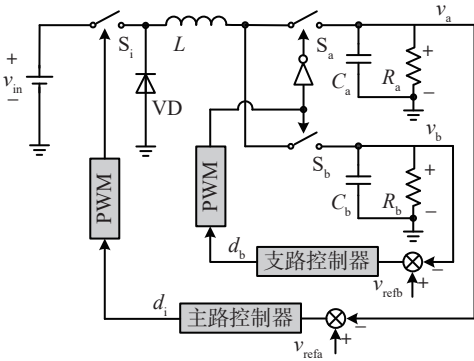 v_a
S_i
L
S_a
+
v_in
−
VD
C_a
R_a
+
−
v_b
S_b
PWM
PWM
C_b
R_b
+
−
d_b
支路控制器
−
v_refb
+
d_i
主路控制器
−
v_refa
+